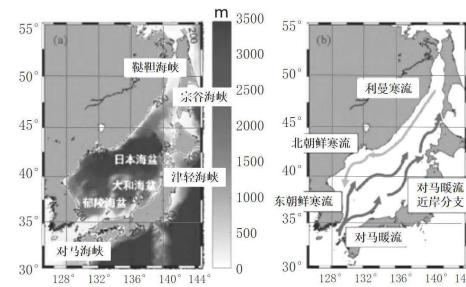 m
(a)
55°
50°
45°
40°
35°
30°
128° 132° 136° 140° 144°
鞑靼海峡
宗谷海峡
日本海盆
大和海盆
郁陵海盆
津轻海峡
对马海峡
3500
3000
2500
2000
1500
1000
500
0
(b)
55°
50°
45°
40°
35°
30°
128° 132° 136° 140° 144
利曼寒流
北朝鲜寒流
东朝鲜寒流
对马暖流
近岸分支
对马暖流